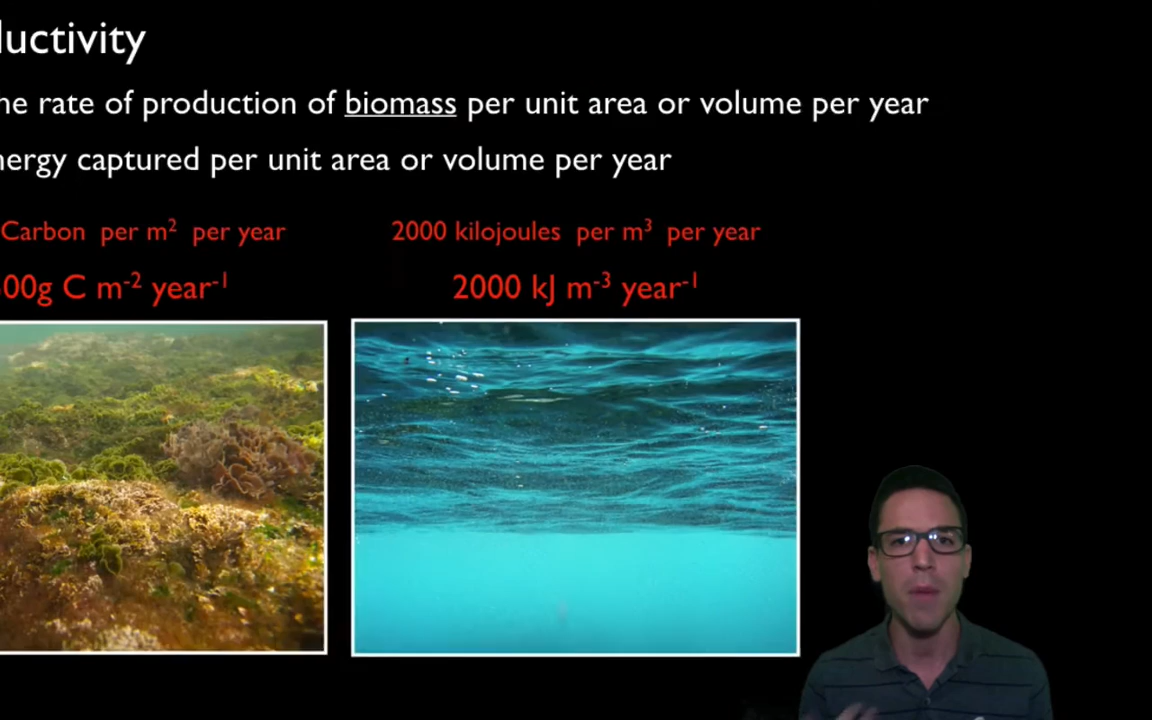 luctivity
he rate of production of biomass per unit area or volume per year
nergy captured per unit area or volume per year
Carbon per m² per year
2000 kilojoules per m³ per year
00g C m⁻² year⁻¹
2000 kJ m⁻³ year⁻¹